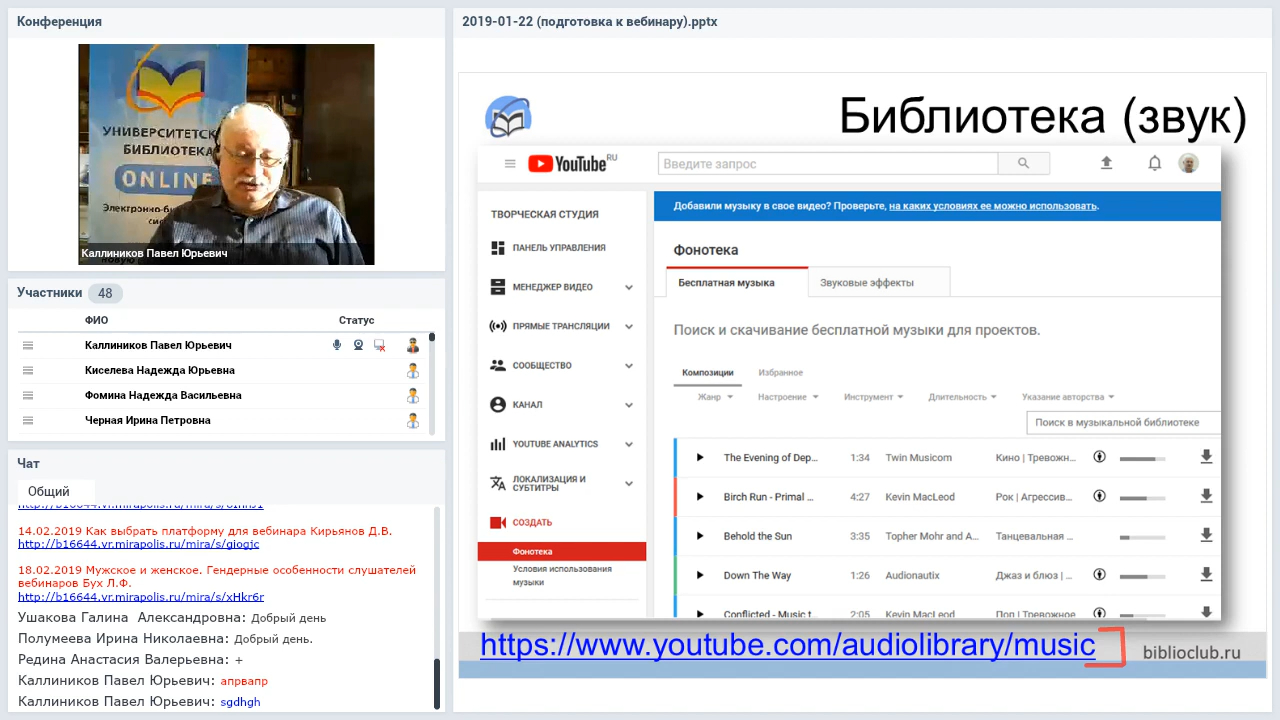 Конференция
УНИВЕРСИТЕТСК
БИБЛИОТЕКА
ONLINE
Каллиников Павел Юрьевич
Участники 48
ФИО Статус
Каллиников Павел Юрьевич
Киселева Надежда Юрьевна
Фомина Надежда Васильевна
Черная Ирина Петровна
Чат
Общий
14.02.2019 Как выбрать платформу для вебинара Кирьянов Д.В.
http://b16644.vr.mirapolis.ru/mira/s/giogjc
18.02.2019 Мужское и женское. Гендерные особенности слушателей
вебинаров Бух Л.Ф.
http://b16644.vr.mirapolis.ru/mira/s/xHkr6r
Ушакова Галина Александровна: Добрый день
Полумеева Ирина Николаевна: Добрый день.
Редина Анастасия Валерьевна: +
Каллиников Павел Юрьевич: апрвапр
Каллиников Павел Юрьевич: sgdhgh
2019-01-22 (подготовка к вебинару).pptx
Библиотека (звук)
YouTube RU
Введите запрос
ТВОРЧЕСКАЯ СТУДИЯ
ПАНЕЛЬ УПРАВЛЕНИЯ
МЕНЕДЖЕР ВИДЕО
ПРЯМЫЕ ТРАНСЛЯЦИИ
СООБЩЕСТВО
КАНАЛ
YOUTUBE ANALYTICS
ЛОКАЛИЗАЦИЯ И
СУБТИТРЫ
СОЗДАТЬ
Фонотека
Условия использования
музыки
Добавили музыку в свое видео? Проверьте, на каких условиях ее можно использовать.
Фонотека
Бесплатная музыка Звуковые эффекты
Поиск и скачивание бесплатной музыки для проектов.
Композиции Избранное
Жанр Настроение Инструмент Длительность Указание авторства
Поиск в музыкальной библиотеке
The Evening of Dep... 1:34 Twin Musicom Кино | Тревожн...
Birch Run - Primal ... 4:27 Kevin MacLeod Рок | Агрессив...
Behold the Sun 3:35 Topher Mohr and A... Танцевальная ...
Down The Way 1:26 Audionautix Джаз и блюз | ...
Conflicted - Music t... 2:05 Kevin MacLeod Поп | Тревожное
https://www.youtube.com/audiolibrary/music
biblioclub.ru